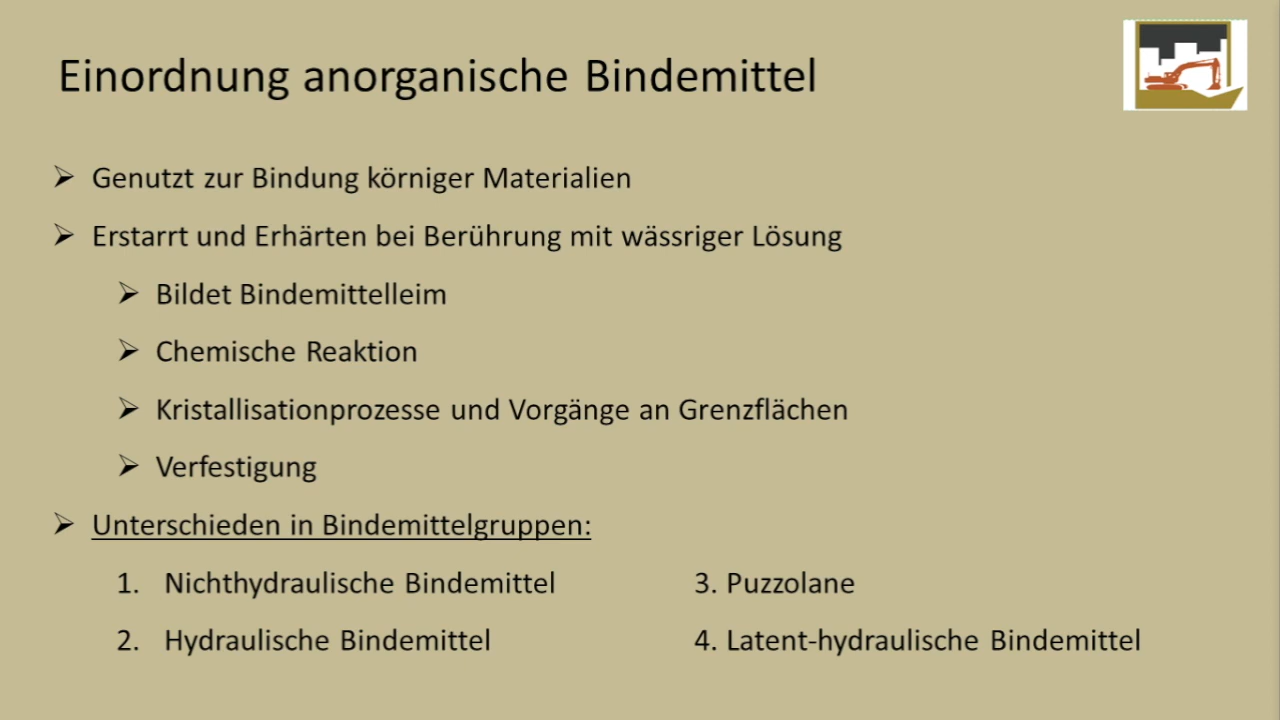 Einordnung anorganische Bindemittel
Genutzt zur Bindung körniger Materialien
Erstarrt und Erhärten bei Berührung mit wässriger Lösung
Bildet Bindemittelleim
Chemische Reaktion
Kristallisationprozesse und Vorgänge an Grenzflächen
Verfestigung
Unterschieden in Bindemittelgruppen:
1. Nichthydraulische Bindemittel
2. Hydraulische Bindemittel
3. Puzzolane
4. Latent-hydraulische Bindemittel